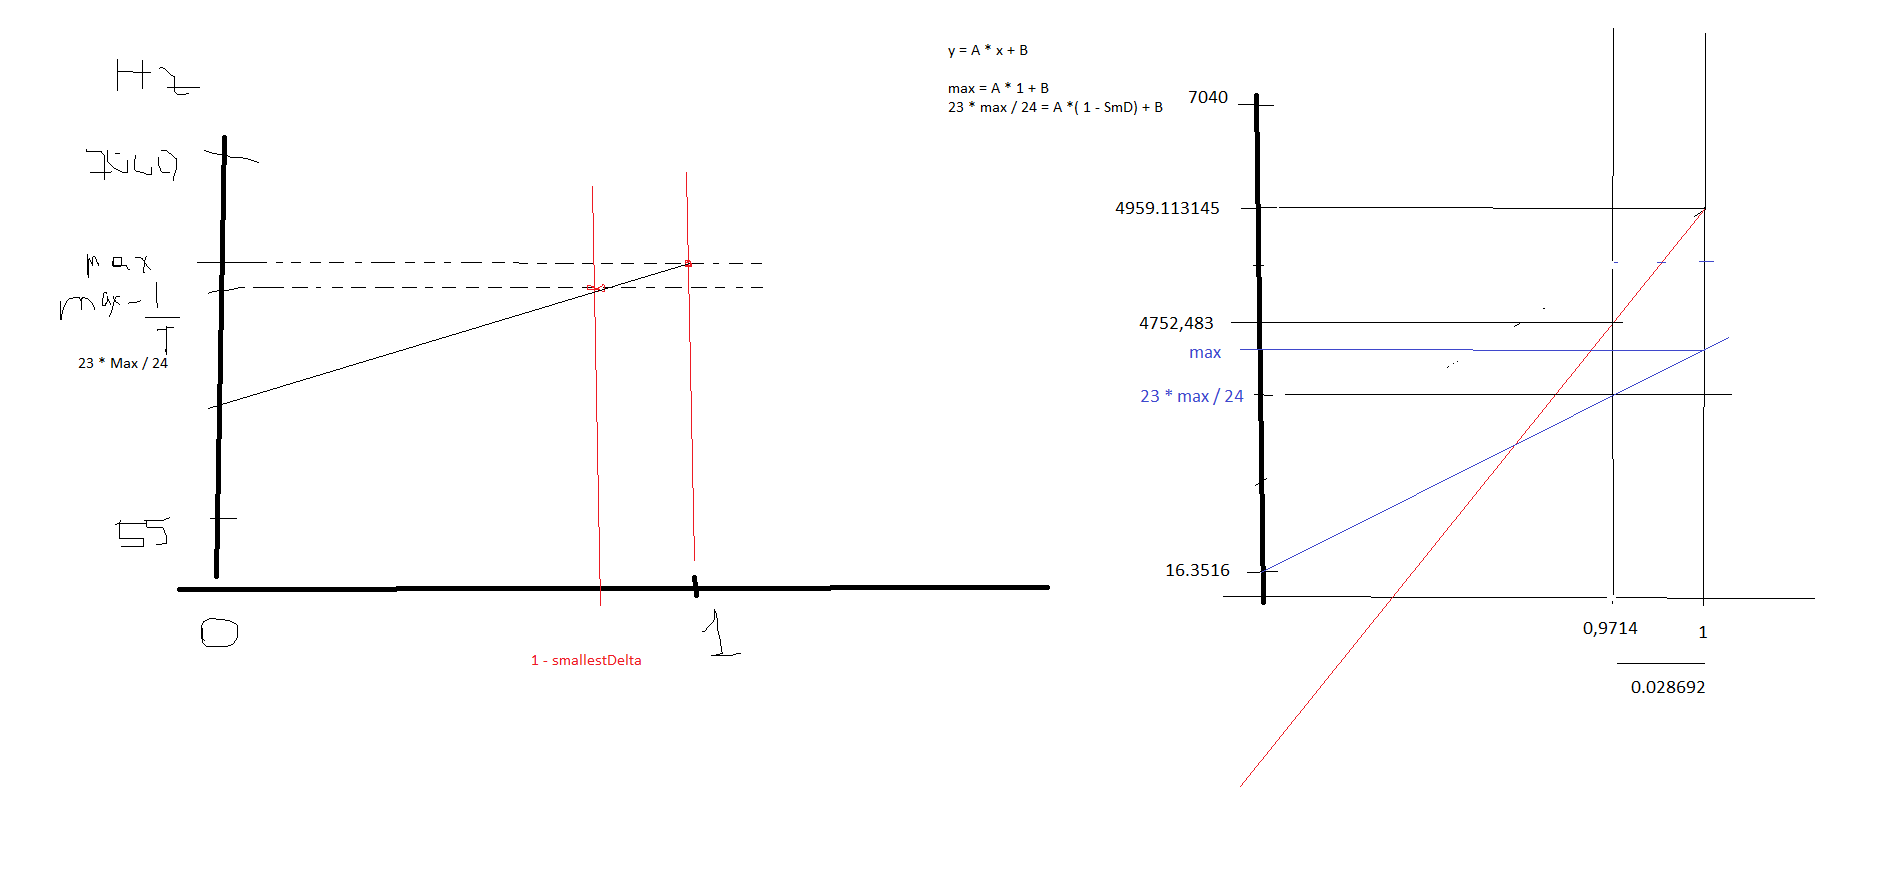 Hz
7040
max
max - 1
T
23 * Max / 24
55
0
1
1 - smallestDelta
y = A * x + B
max = A * 1 + B
23 * max / 24 = A *( 1 - SmD) + B
7040
4959.113145
4752,483
max
23 * max / 24
16.3516
0,9714
1
0.028692